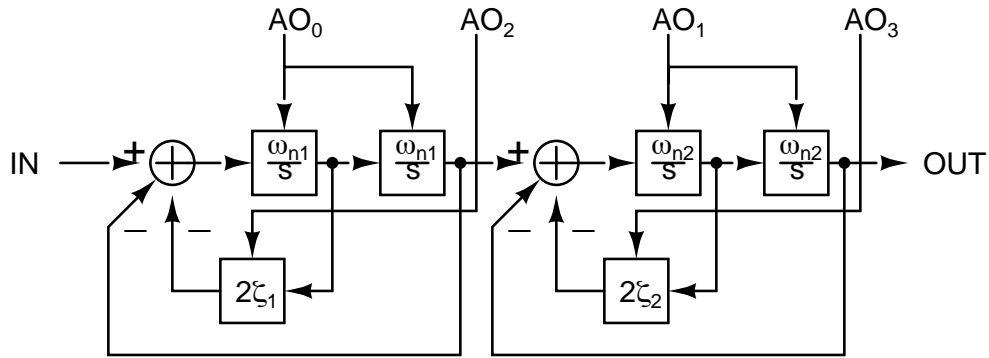 AO₀ AO₂ AO₁ AO₃
IN + + ωn1/s ωn1/s + + ωn2/s ωn2/s OUT
− − − −
2ζ₁ 2ζ₂